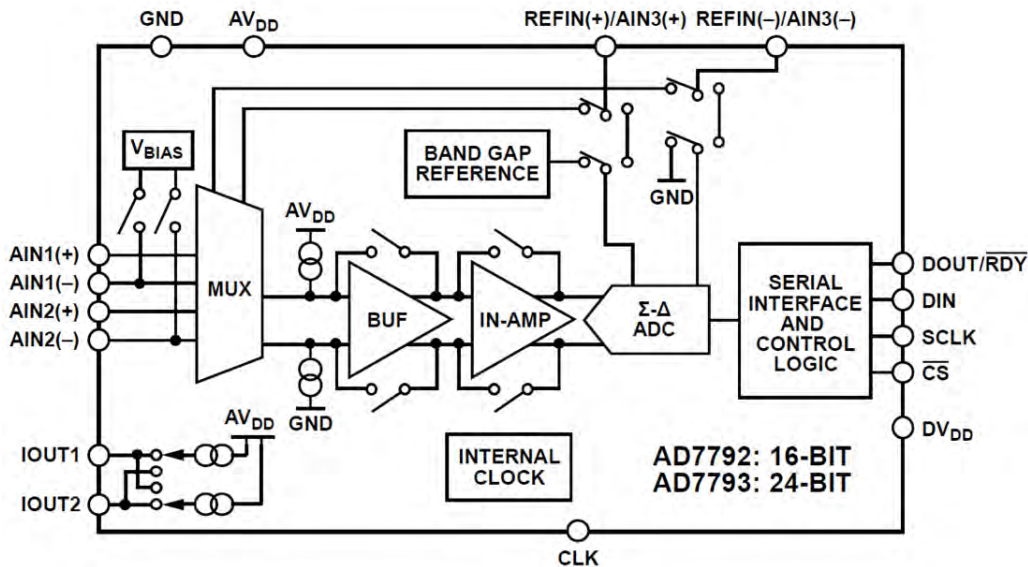 GND
AVDD
REFIN(+)/AIN3(+)
REFIN(–)/AIN3(–)
VBIAS
BAND GAP
REFERENCE
GND
AVDD
AIN1(+)
AIN1(–)
AIN2(+)
AIN2(–)
MUX
BUF
IN-AMP
Σ-Δ
ADC
SERIAL
INTERFACE
AND
CONTROL
LOGIC
DOUT/RDY
DIN
SCLK
CS
GND
AVDD
IOUT1
IOUT2
INTERNAL
CLOCK
AD7792: 16-BIT
AD7793: 24-BIT
DVDD
CLK